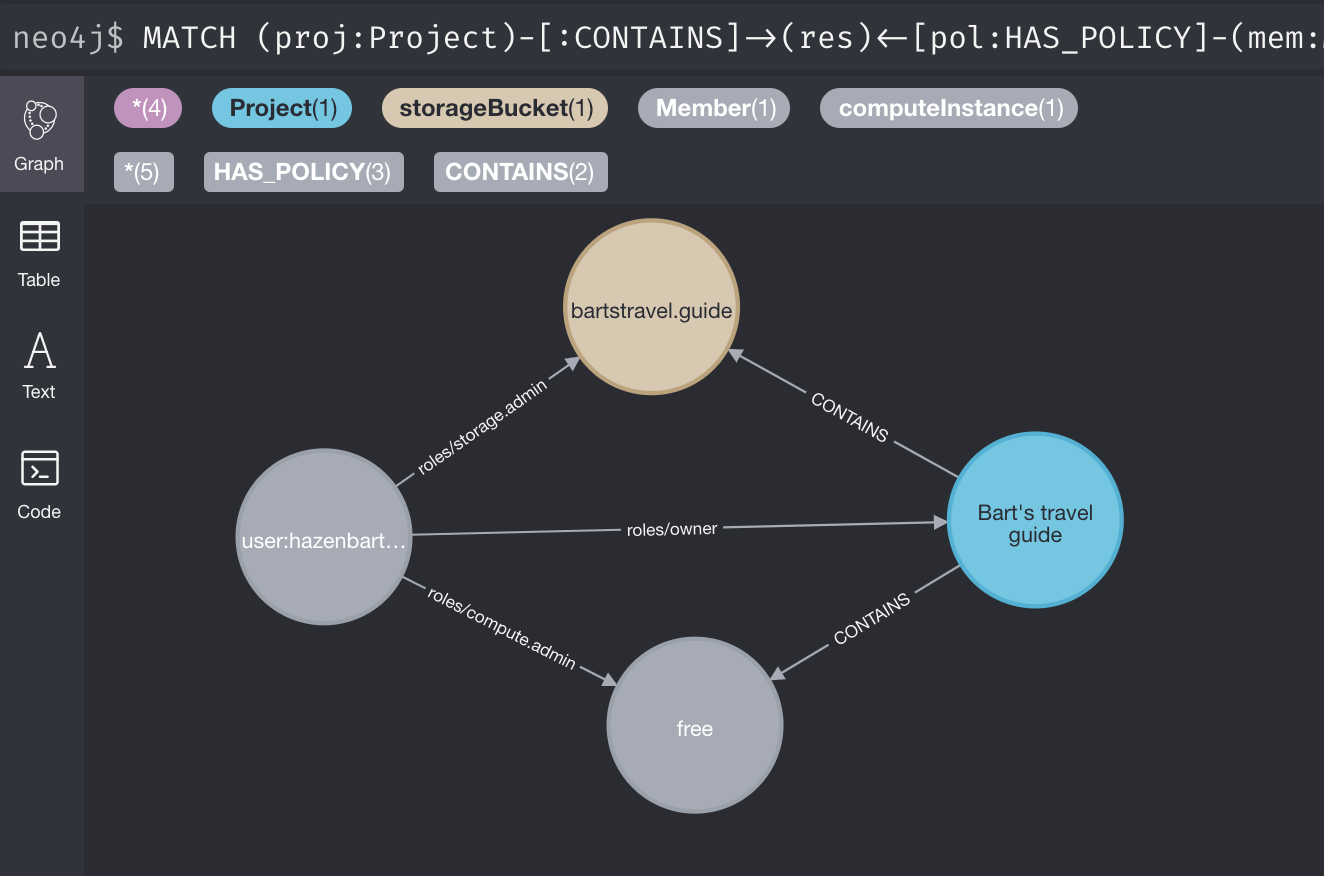 neo4j$ MATCH (proj:Project)-[:CONTAINS]→(res)←[pol:HAS_POLICY]-(mem:
*(4) Project(1) storageBucket(1) Member(1) computeInstance(1)
*(5) HAS_POLICY(3) CONTAINS(2)
Graph
Table
Text
Code
bartstravel.guide
roles/storage.admin
CONTAINS
user:hazenbart…
roles/owner
Bart's travel
guide
roles/compute.admin
CONTAINS
free